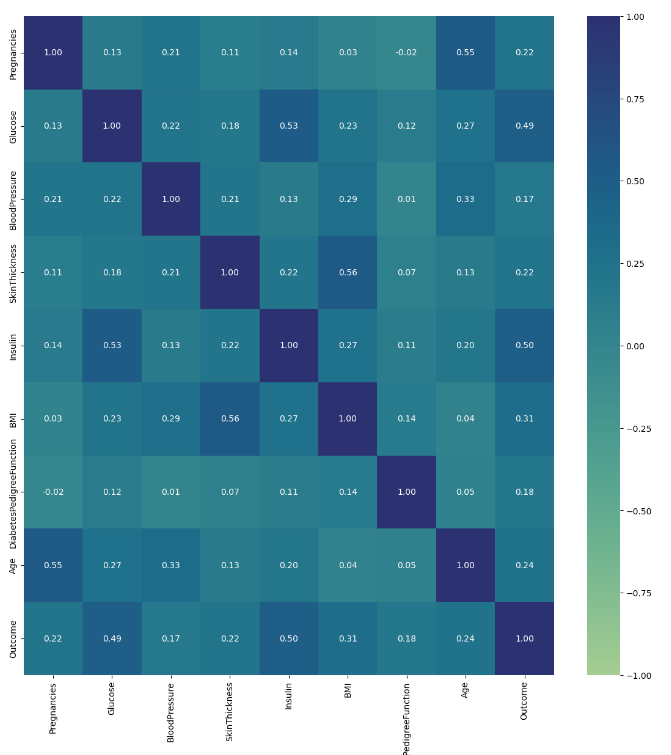 Pregnancies 1.00 0.13 0.21 0.11 0.14 0.03 -0.02 0.55 0.22
Glucose 0.13 1.00 0.22 0.18 0.53 0.23 0.12 0.27 0.49
BloodPressure 0.21 0.22 1.00 0.21 0.13 0.29 0.01 0.33 0.17
SkinThickness 0.11 0.18 0.21 1.00 0.22 0.56 0.07 0.13 0.22
Insulin 0.14 0.53 0.13 0.22 1.00 0.27 0.11 0.20 0.50
BMI 0.03 0.23 0.29 0.56 0.27 1.00 0.14 0.04 0.31
DiabetesPedigreeFunction -0.02 0.12 0.01 0.07 0.11 0.14 1.00 0.05 0.18
Age 0.55 0.27 0.33 0.13 0.20 0.04 0.05 1.00 0.24
Outcome 0.22 0.49 0.17 0.22 0.50 0.31 0.18 0.24 1.00
Pregnancies
Glucose
BloodPressure
SkinThickness
Insulin
BMI
PedigreeFunction
Age
Outcome
1.00
0.75
0.50
0.25
0.00
−0.25
−0.50
−0.75
−1.00